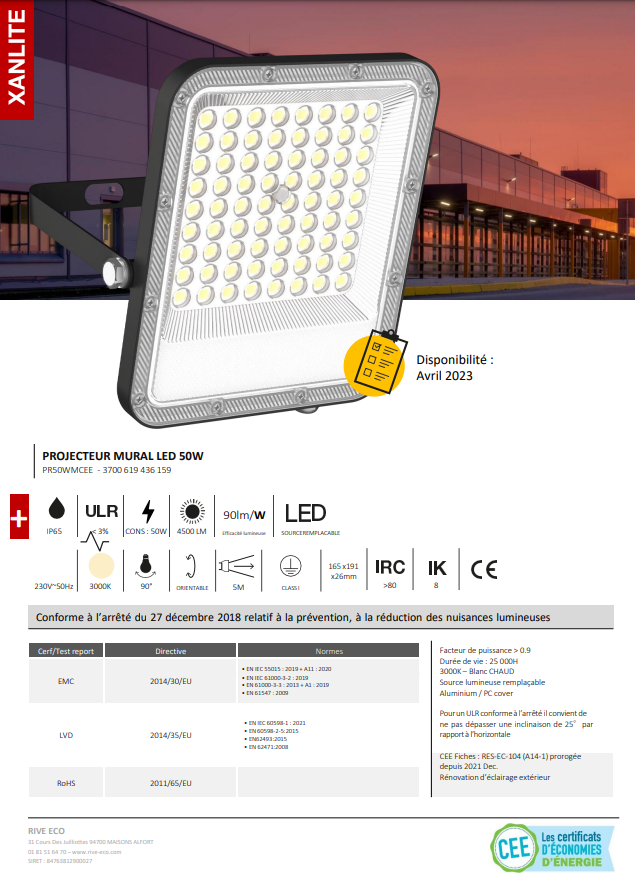 XANLITE
Disponibilité :
Avril 2023
PROJECTEUR MURAL LED 50W
PR50WMCEE - 3700 619 436 159
+
IP65
ULR
< 3%
CONS : 50W
4500 LM
90lm/W
Efficacité lumineuse
LED
SOURCE REMPLACABLE
230V~50Hz
3000K
90°
ORIENTABLE
5M
CLASS I
165 x191
x26mm
IRC
>80
IK
8
CE
Conforme à l'arrêté du 27 décembre 2018 relatif à la prévention, à la réduction des nuisances lumineuses
Cerf/Test report Directive Normes
EMC 2014/30/EU
• EN IEC 55015 : 2019 + A11 : 2020
• EN IEC 61000-3-2 : 2019
• EN 61000-3-3 : 2013 + A1 : 2019
• EN 61547 : 2009
LVD 2014/35/EU
• EN IEC 60598-1 : 2021
• EN 60598-2-5:2015
• EN62493:2015
• EN 62471:2008
RoHS 2011/65/EU
Facteur de puissance > 0.9
Durée de vie : 25 000H
3000K – Blanc CHAUD
Source lumineuse remplaçable
Aluminium / PC cover
Pour un ULR conforme à l'arrêté il convient de
ne pas dépasser une inclinaison de 25° par
rapport à l'horizontale
CEE Fiches : RES-EC-104 (A14-1) prorogée
depuis 2021 Dec.
Rénovation d'éclairage extérieur
RIVE ECO
31 Cours Des Juilliottes 94700 MAISONS ALFORT
01 81 51 64 70 – www.rive-eco.com
SIRET : 84763812900027
CEE
Les certificats
D'ÉCONOMIES
D'ÉNERGIE